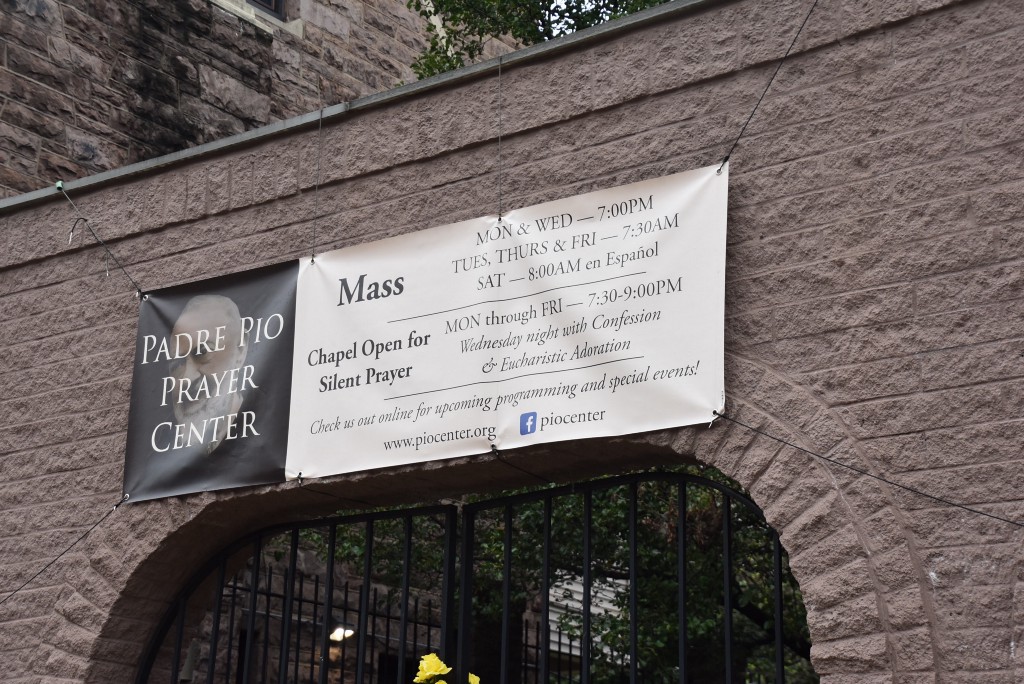 PADRE PIO
PRAYER
CENTER
Mass
MON & WED — 7:00PM
TUES, THURS & FRI — 7:30AM
SAT — 8:00AM en Español
Chapel Open for
Silent Prayer
MON through FRI — 7:30-9:00PM
Wednesday night with Confession
& Eucharistic Adoration
Check us out online for upcoming programming and special events!
www.piocenter.org f piocenter